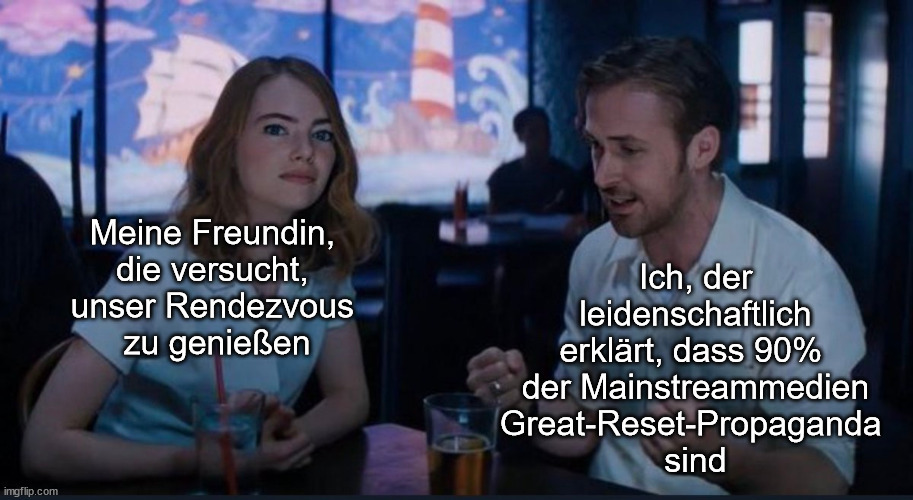 Meine Freundin,
die versucht,
unser Rendezvous
zu genießen
Ich, der
leidenschaftlich
erklärt, dass 90%
der Mainstreammedien
Great-Reset-Propaganda
sind
imgflip.com